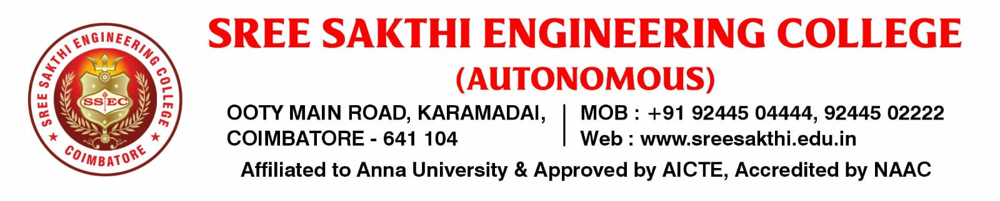 SREE SAKTHI ENGINEERING COLLEGE
COIMBATORE
SS EC
SREE SAKTHI ENGINEERING COLLEGE
(AUTONOMOUS)
OOTY MAIN ROAD, KARAMADAI,
COIMBATORE - 641 104
MOB : +91 92445 04444, 92445 02222
Web : www.sreesakthi.edu.in
Affiliated to Anna University & Approved by AICTE, Accredited by NAAC